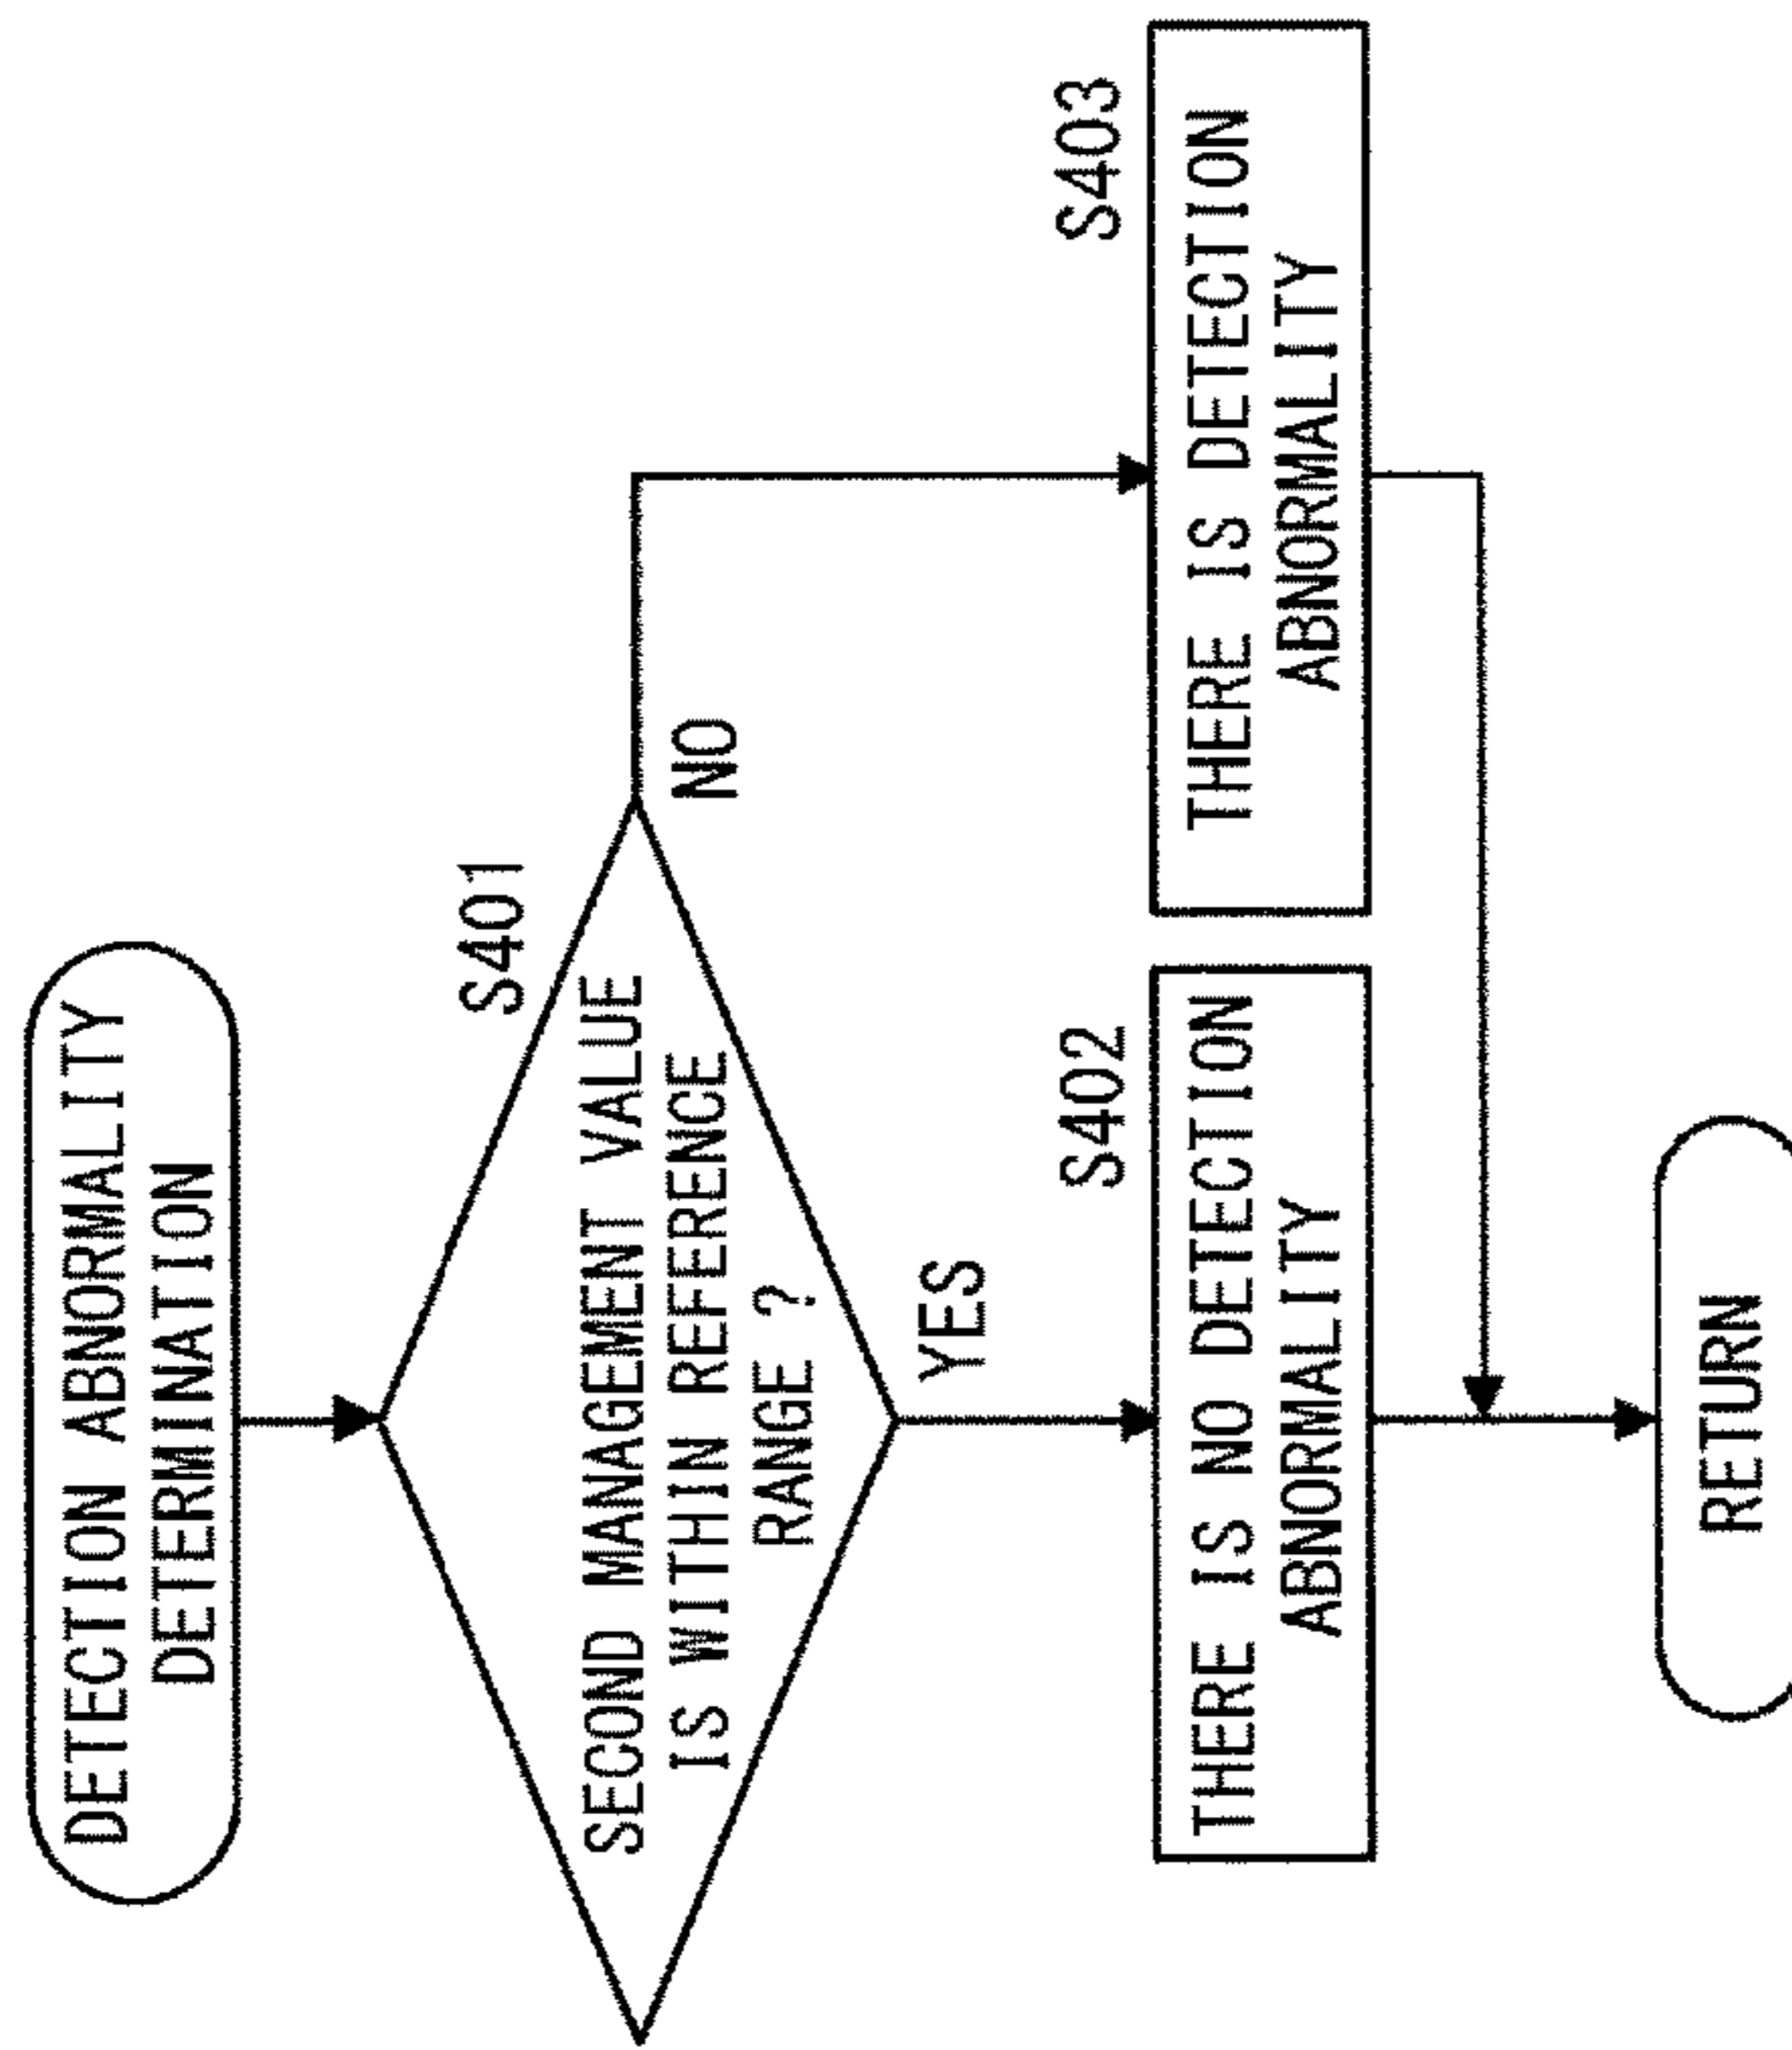 DETECTION ABNORMALITY
DETERMINATION
S401
SECOND MANAGEMENT VALUE
IS WITHIN REFERENCE
RANGE ?
NO
YES
S402
THERE IS NO DETECTION
ABNORMALITY
S403
THERE IS DETECTION
ABNORMALITY
RETURN